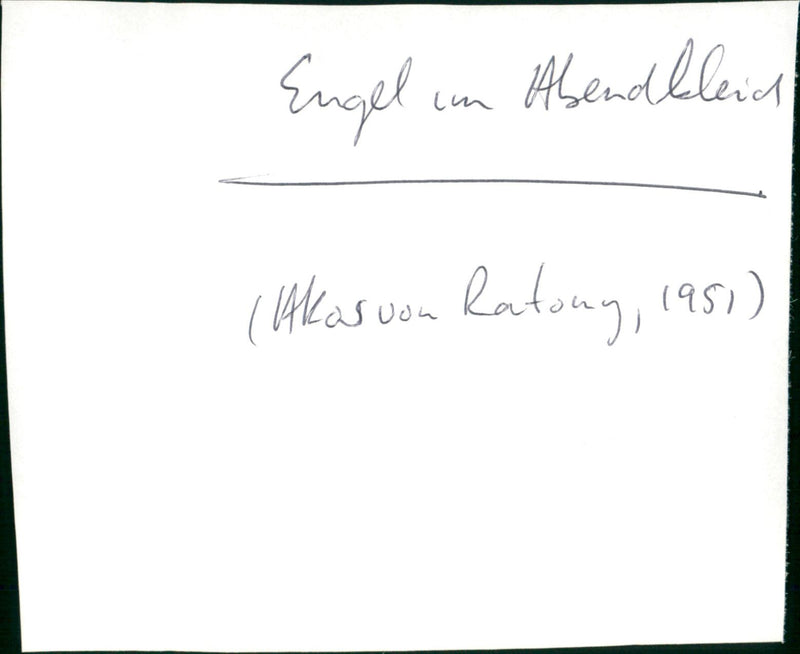 Engel im Abendkleid
(Akos von Ratony, 1951)